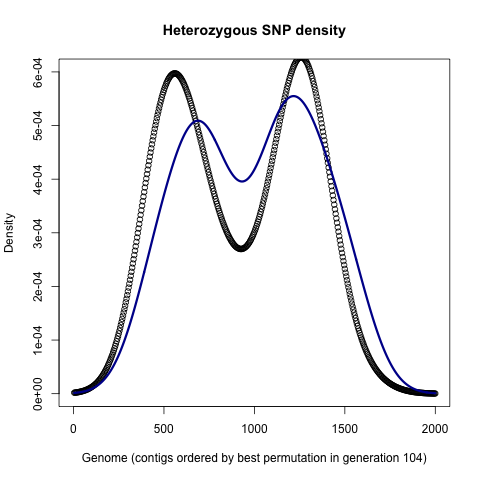 Heterozygous SNP density
Density
6e-04
5e-04
4e-04
3e-04
2e-04
1e-04
0e+00
0 500 1000 1500 2000
Genome (contigs ordered by best permutation in generation 104)